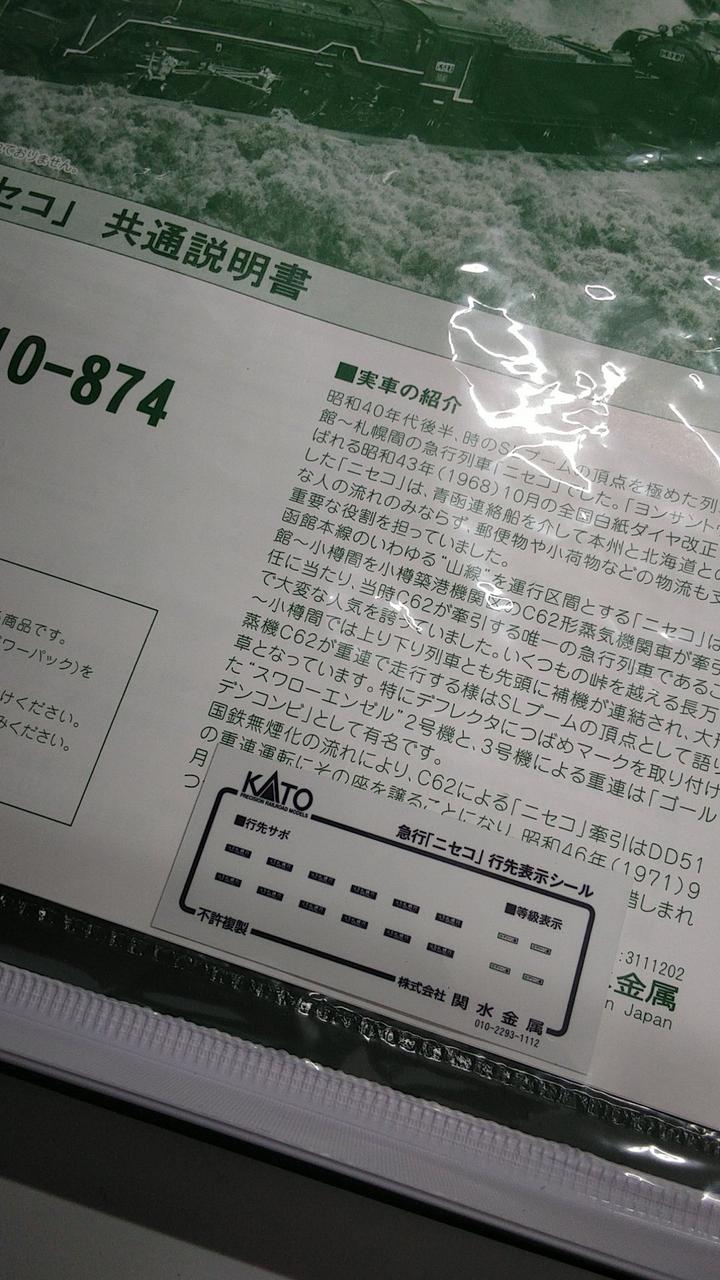 ておりません。
セコ」 共通説明書
10-874
商品です。
ワーパック)を
けください。
みください。
■実車の紹介
昭和40年代後半、時のSLブームの頂点を極めた列
館～札幌間の急行列車「ニセコ」でした。「ヨンサント
ばれる昭和43年(1968)10月の全国白紙ダイヤ改正
した「ニセコ」は、青函連絡船を介して本州と北海道との
な人の流れのみならず、郵便物や小荷物などの物流も支
重要な役割を担っていました。
函館本線のいわゆる"山線"を運行区間とする「ニセコ」は
館～小樽間を小樽築港機関区のC62形蒸気機関車が牽引
任に当たり、当時C62が牽引する唯一の急行列車であるこ
で大変な人気を誇っていました。いくつもの峠を越える長万
～小樽間では上り下り列車とも先頭に補機が連結され、大形
蒸機C62が重連で走行する様はSLブームの頂点として語り
草となっています。特にデフレクタにつばめマークを取り付け
た"スワローエンゼル"2号機と、3号機による重連は「ゴール
デンコンビ」として有名です。
国鉄無煙化の流れにより、C62による「ニセコ」牽引はDD51
の重連運転にその座を譲ることになり、昭和46年(1971)9
月
つ
惜しまれ
:3111202
金属
n Japan
KATO
PRECISION RAILROAD MODELS
急行「ニセコ」行先表示シール
■行先サボ
■等級表示
不許複製
株式会社 関水金属
010-2293-1112